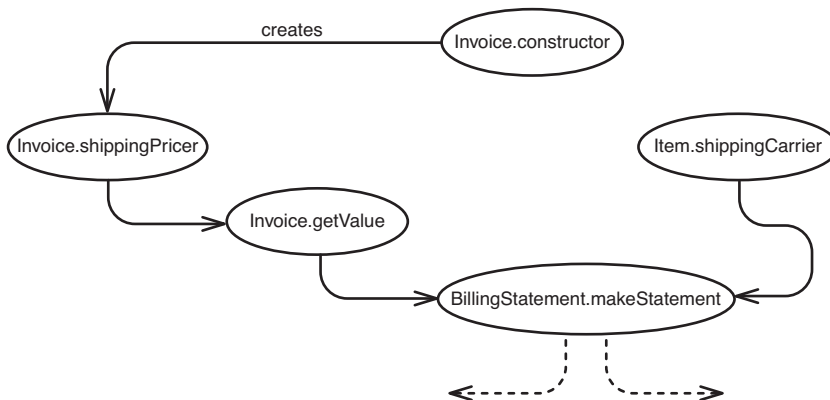 creates
Invoice.constructor
Invoice.shippingPricer
Item.shippingCarrier
Invoice.getValue
BillingStatement.makeStatement